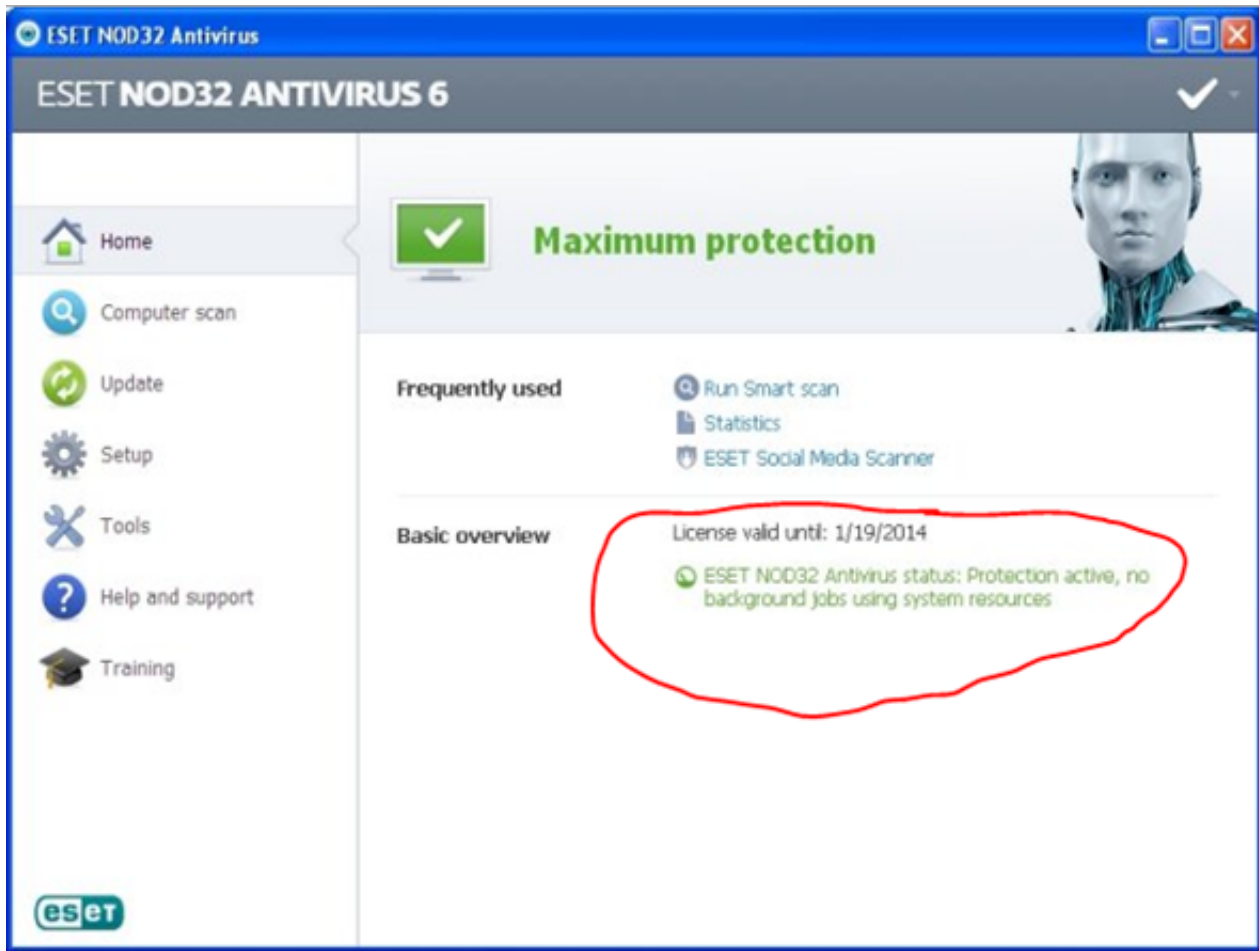 ESET NOD32 Antivirus
ESET NOD32 ANTIVIRUS 6
Home
Computer scan
Update
Setup
Tools
Help and support
Training
Maximum protection
Frequently used
Run Smart scan
Statistics
ESET Social Media Scanner
Basic overview
License valid until: 1/19/2014
ESET NOD32 Antivirus status: Protection active, no
background jobs using system resources
eseT